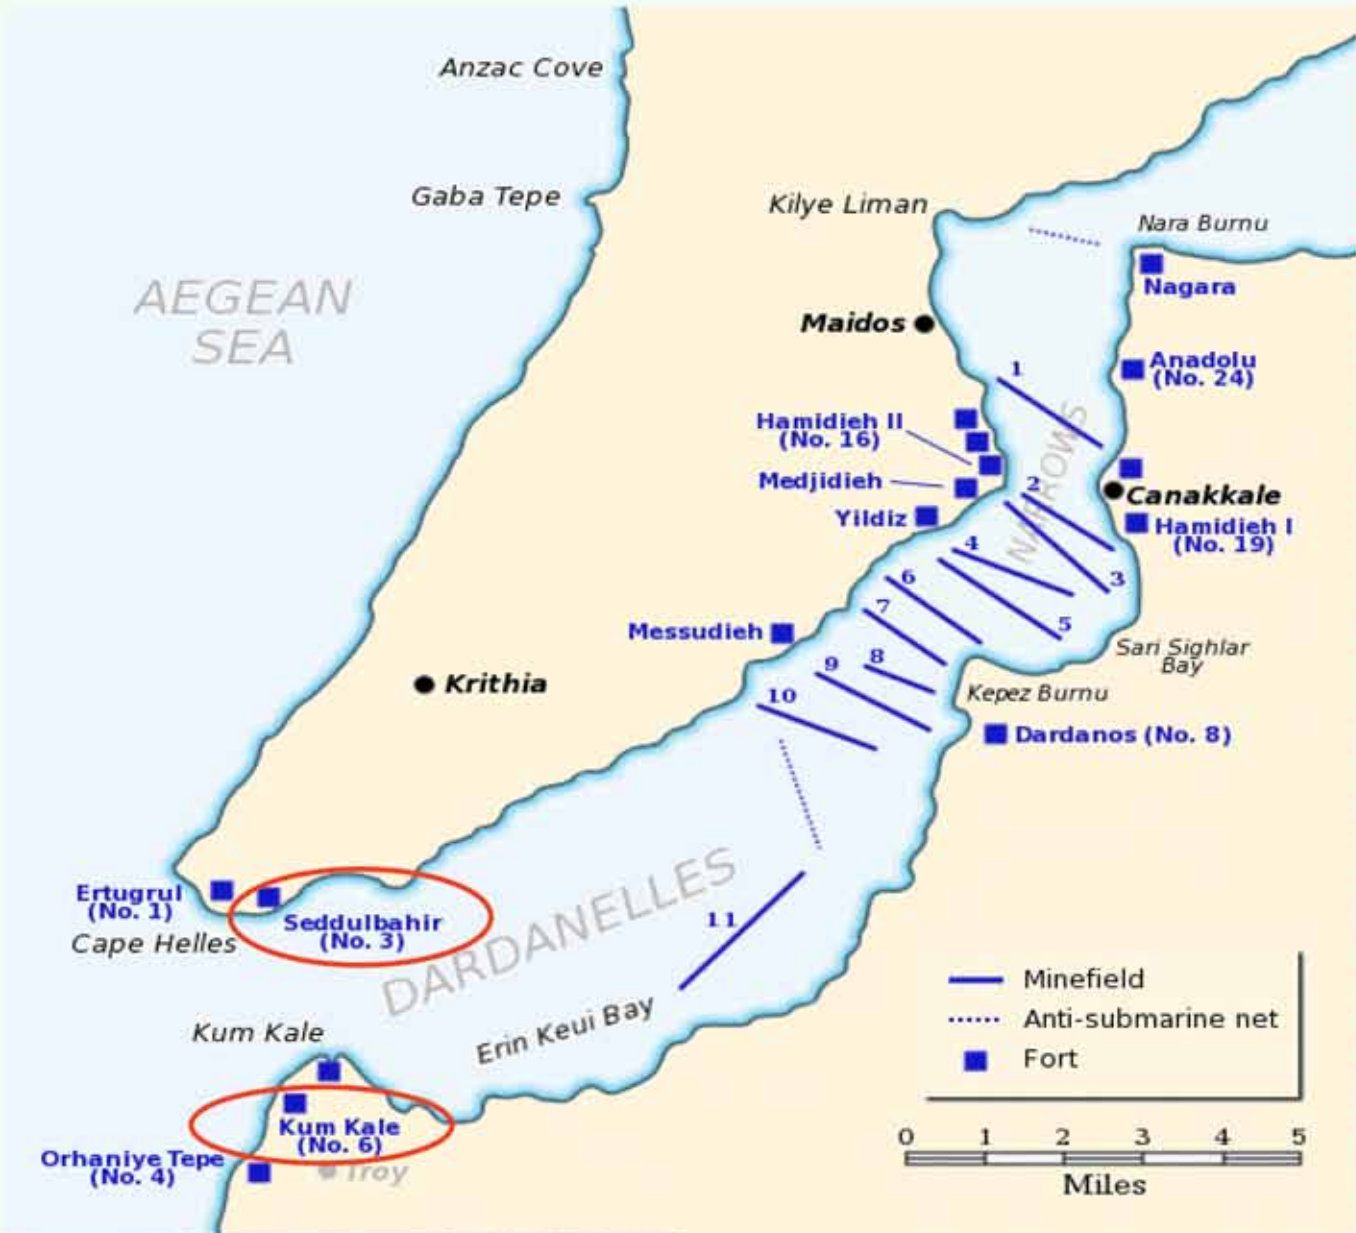 Anzac Cove
Gaba Tepe
Kilye Liman
Nara Burnu
Nagara
AEGEAN
SEA
Maidos
Anadolu
(No. 24)
1
Hamidieh II
(No. 16)
Medjidieh
Yildiz
NARROWS
2
Canakkale
Hamidieh I
(No. 19)
4
3
6
7
5
Messudieh
Sari Sighlar
Bay
8
9
10
Kepez Burnu
Krithia
Dardanos (No. 8)
Ertugrul
(No. 1)
Seddulbahir
(No. 3)
Cape Helles
DARDANELLES
11
Kum Kale
Erin Keui Bay
Minefield
Anti-submarine net
Fort
Kum Kale
(No. 6)
Orhaniye Tepe
(No. 4)
Troy
0 1 2 3 4 5
Miles